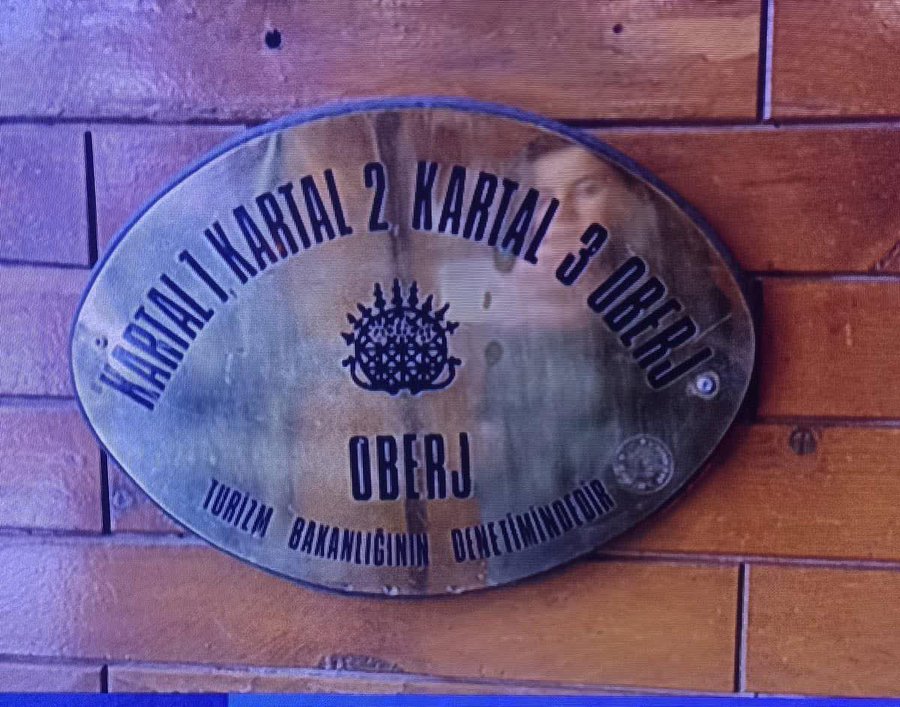 KARTAL 1, KARTAL 2 KARTAL 3 OBERJ
OBERJ
TURİZM BAKANLIĞININ DENETİMİNDEDİR